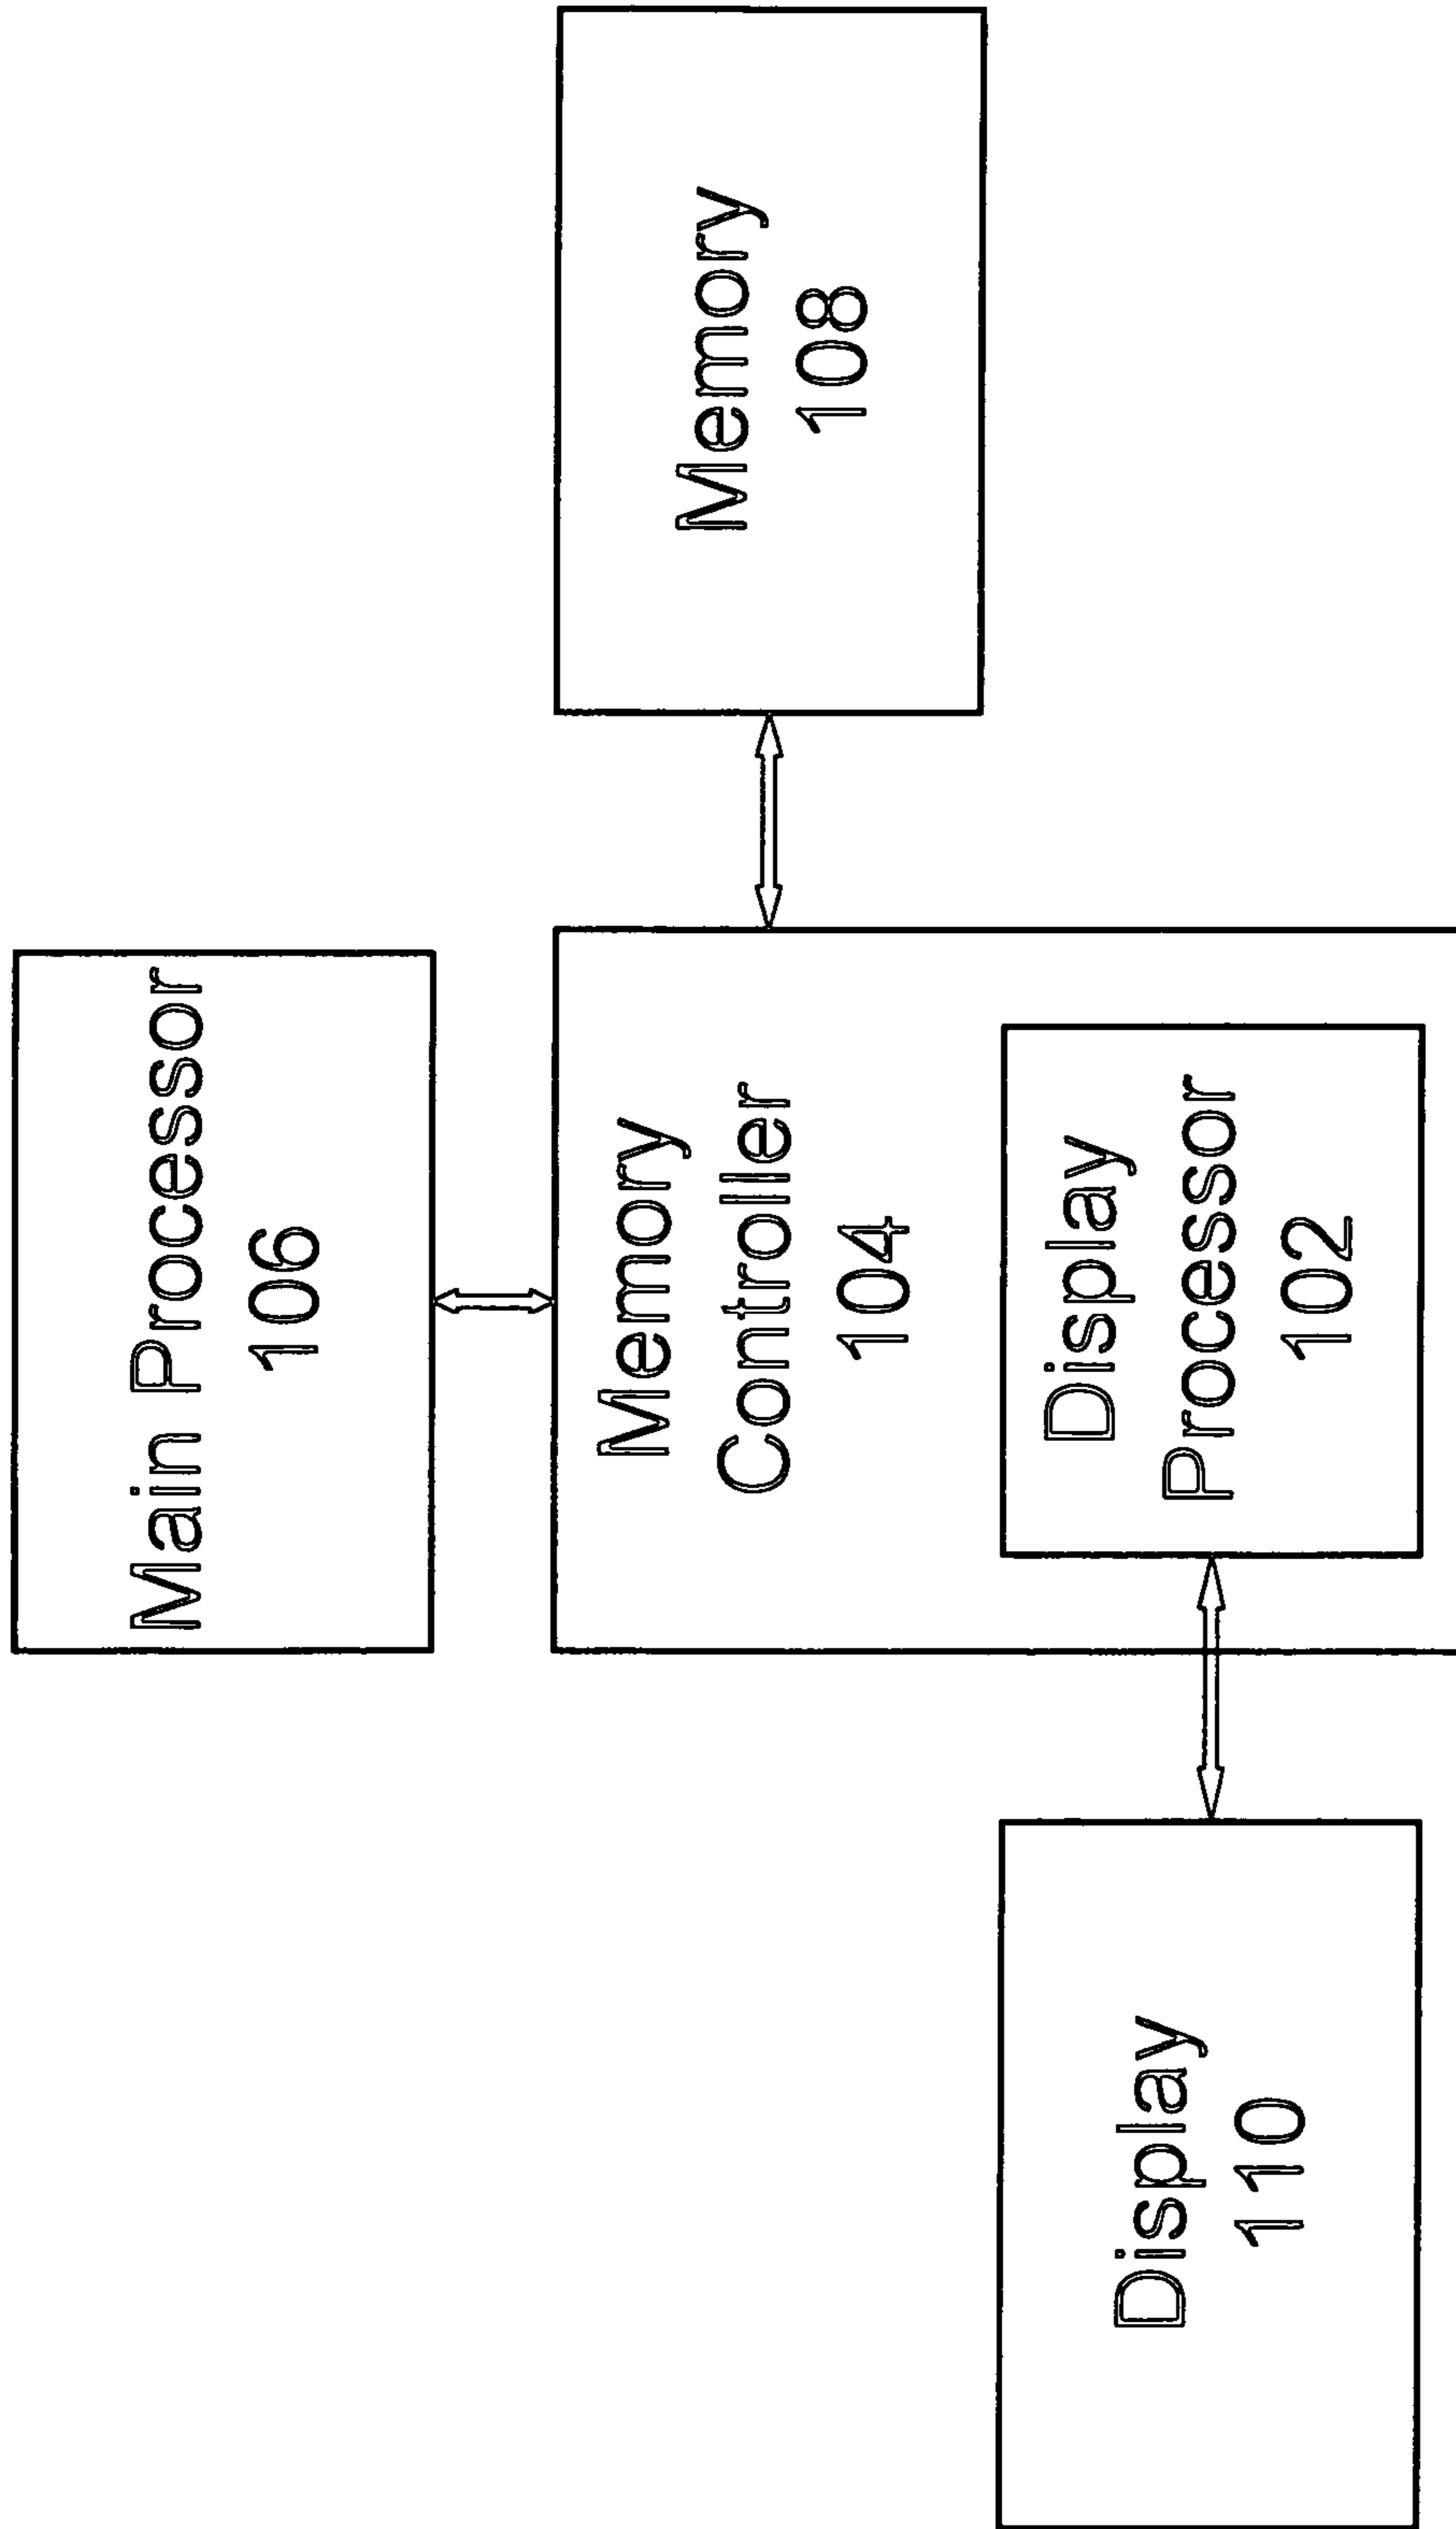 Main Processor
106
Memory
Controller
104
Memory
108
Display
Processor
102
Display
110